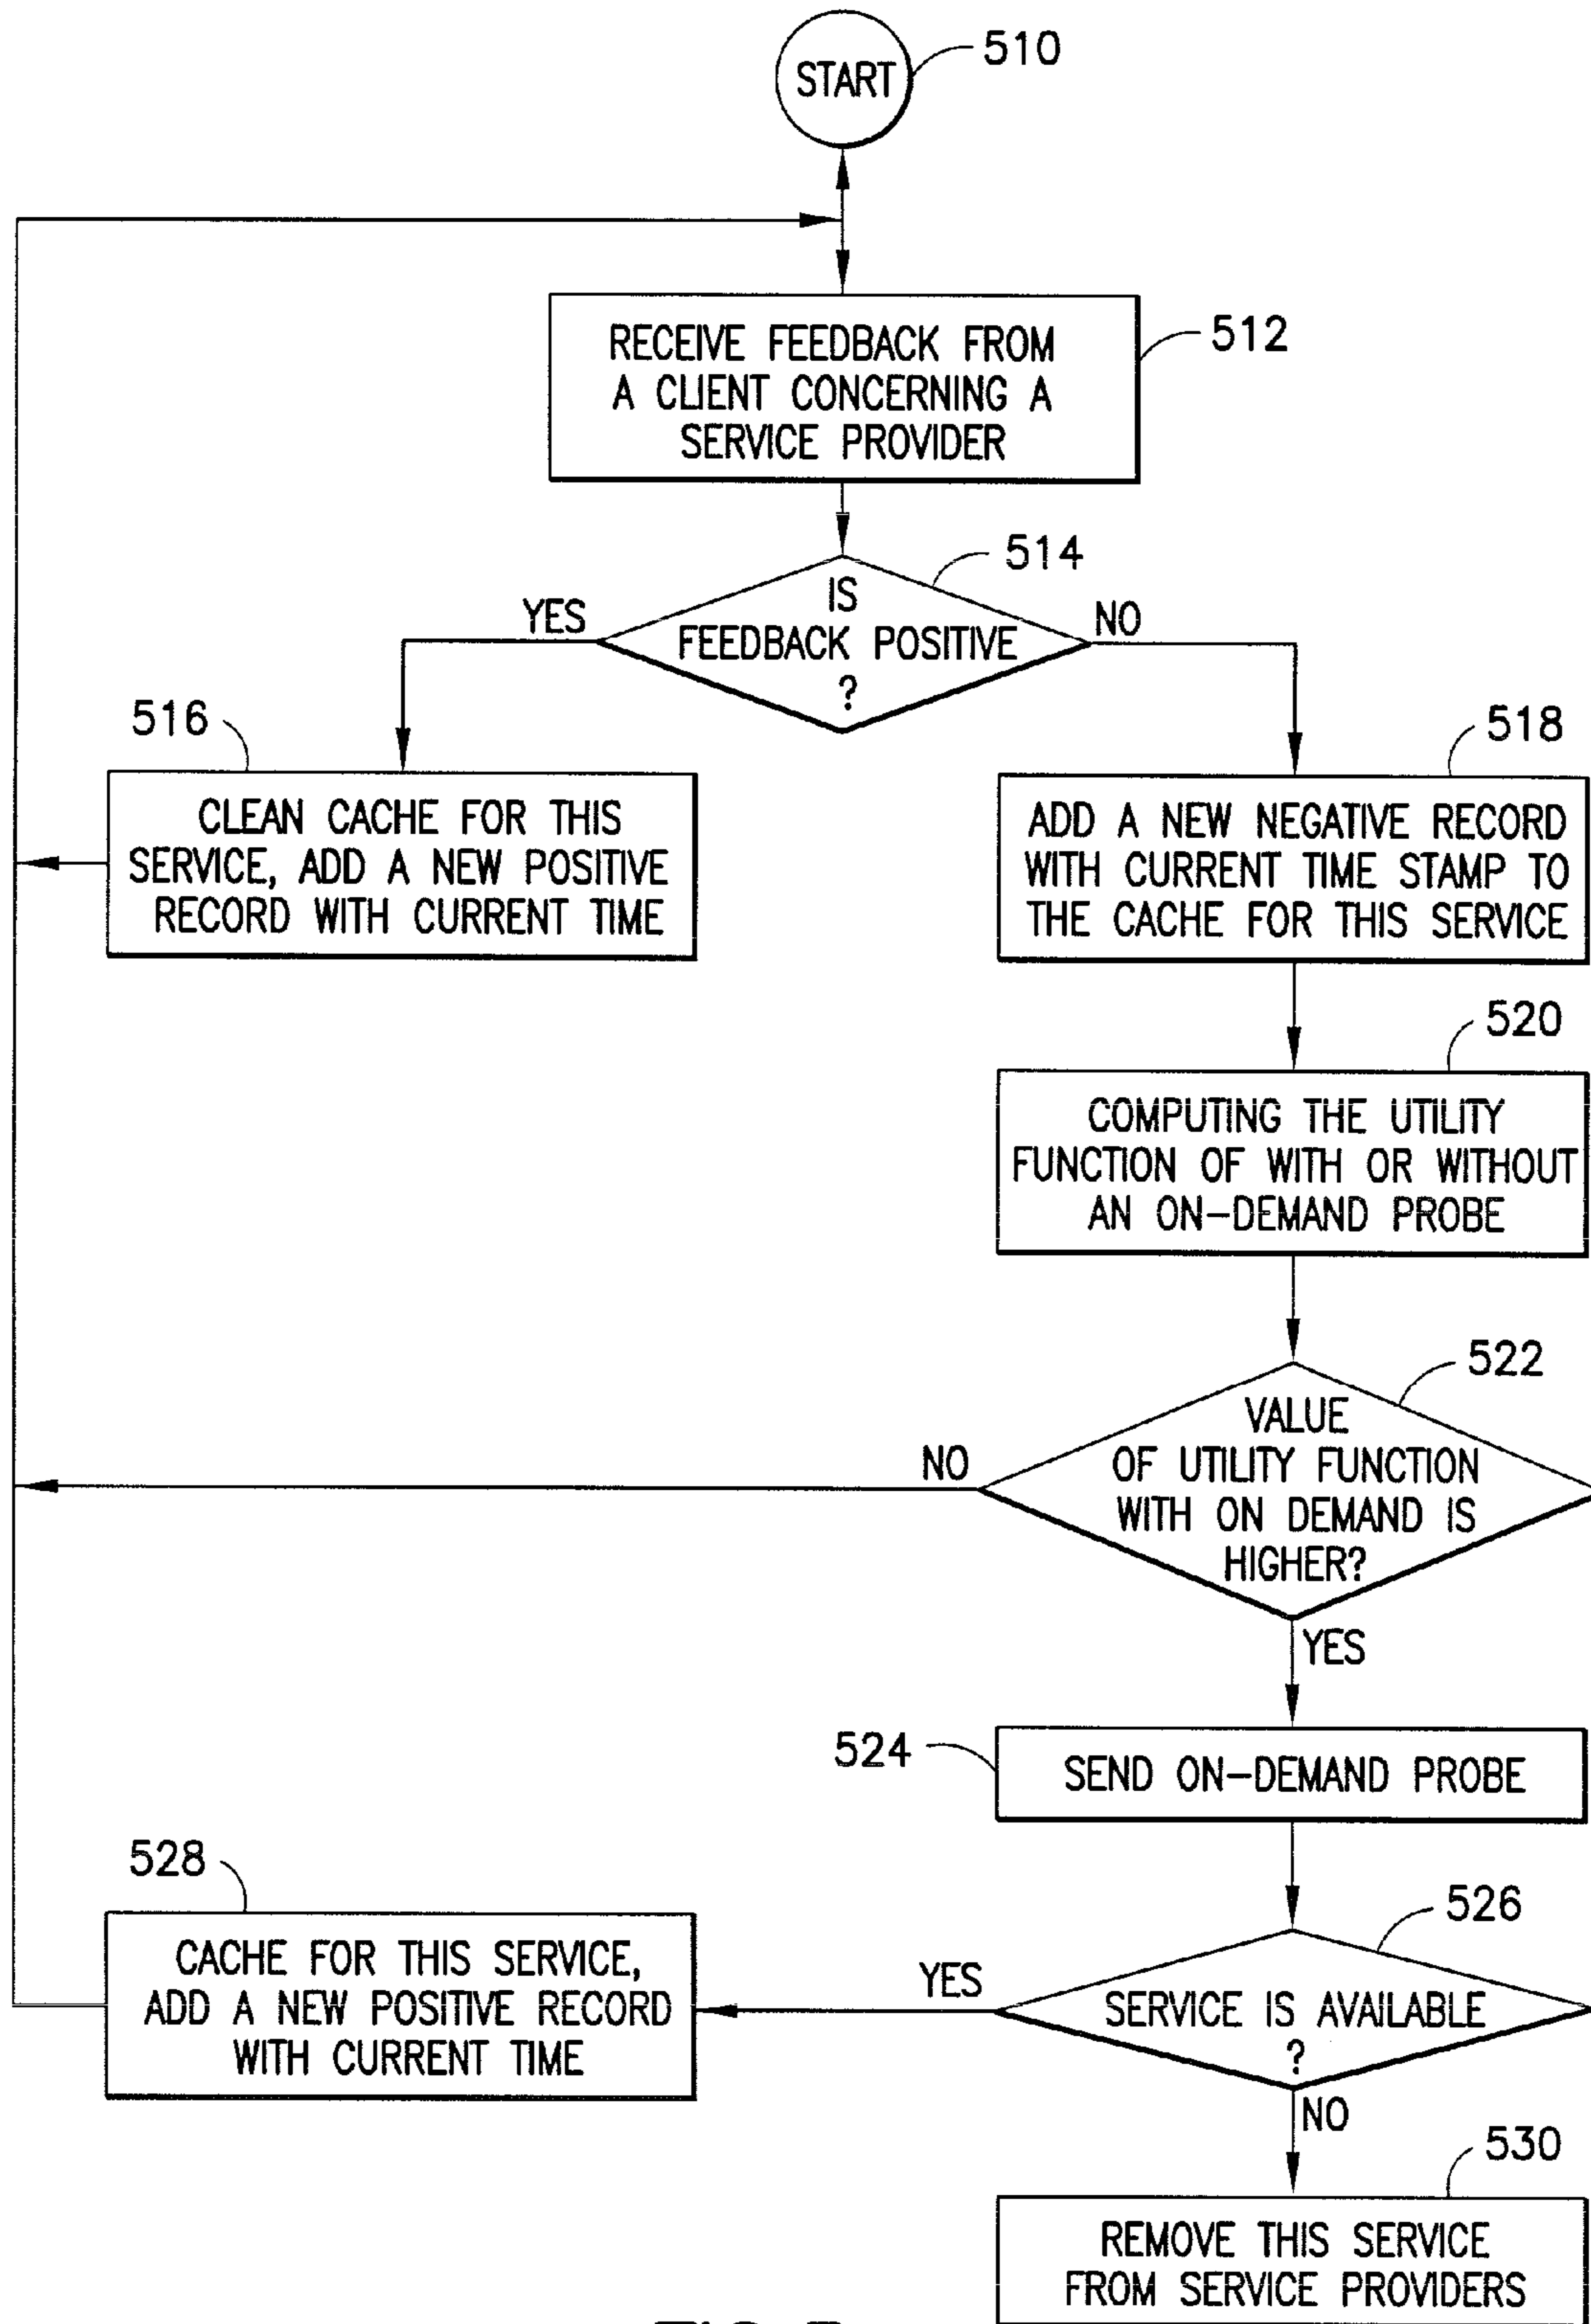 START
510
RECEIVE FEEDBACK FROM
A CLIENT CONCERNING A
SERVICE PROVIDER
512
IS
FEEDBACK POSITIVE
?
514
YES
NO
516
CLEAN CACHE FOR THIS
SERVICE, ADD A NEW POSITIVE
RECORD WITH CURRENT TIME
518
ADD A NEW NEGATIVE RECORD
WITH CURRENT TIME STAMP TO
THE CACHE FOR THIS SERVICE
520
COMPUTING THE UTILITY
FUNCTION OF WITH OR WITHOUT
AN ON-DEMAND PROBE
522
VALUE
OF UTILITY FUNCTION
WITH ON DEMAND IS
HIGHER?
NO
YES
524
SEND ON-DEMAND PROBE
526
SERVICE IS AVAILABLE
?
YES
NO
528
CACHE FOR THIS SERVICE,
ADD A NEW POSITIVE RECORD
WITH CURRENT TIME
530
REMOVE THIS SERVICE
FROM SERVICE PROVIDERS